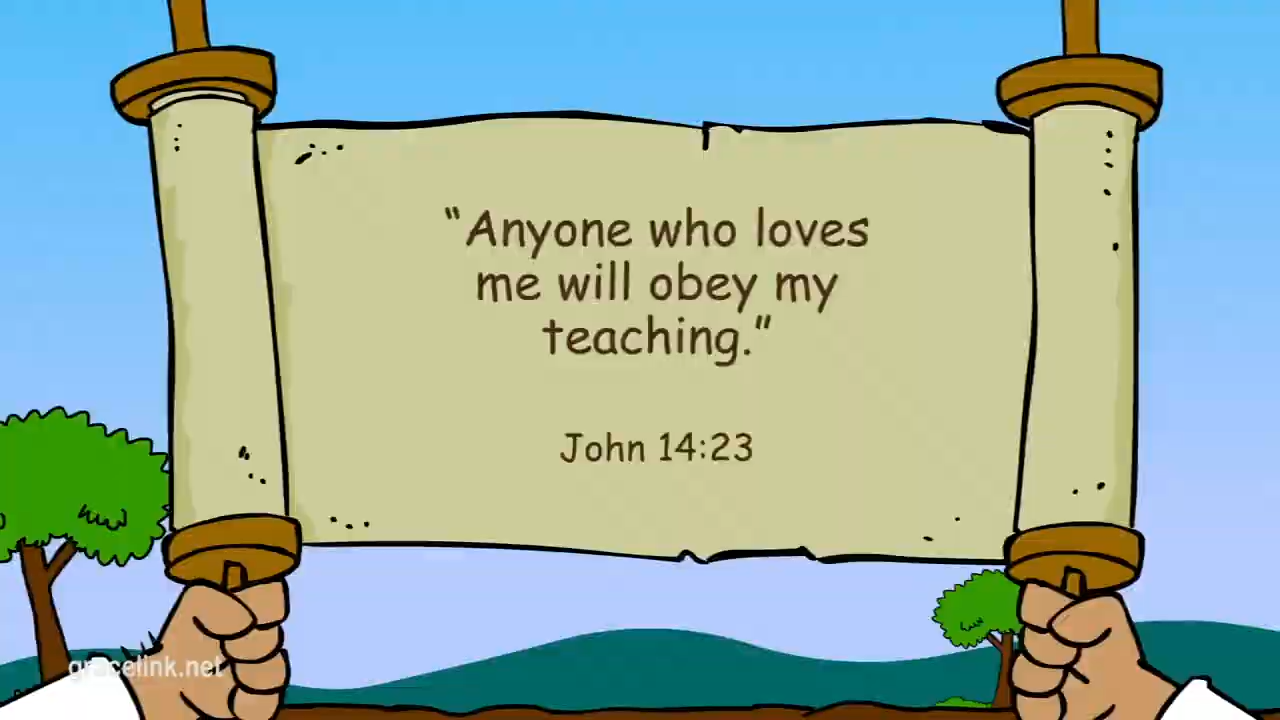 “Anyone who loves
me will obey my
teaching.”
John 14:23
gracelink.net